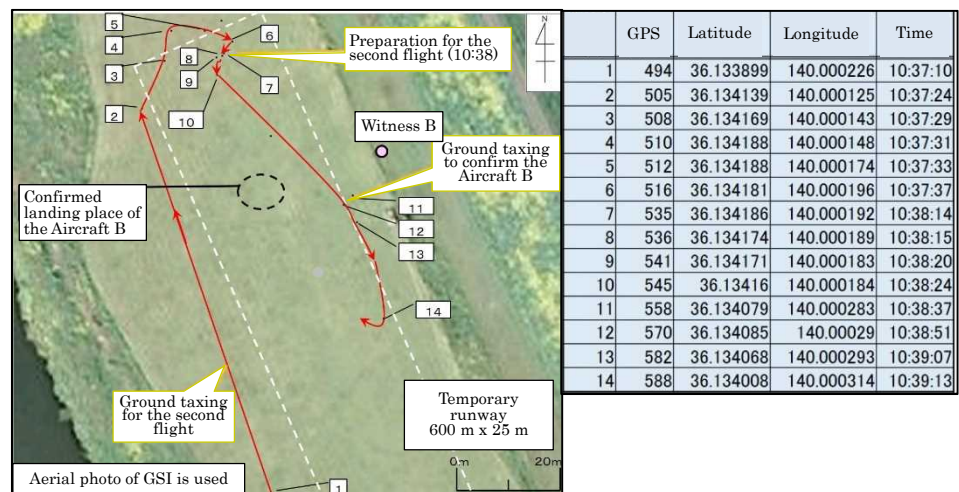 5
4
3
2
8
9
10
6
7
N
Preparation for the
second flight (10:38)
Witness B
Ground taxing
to confirm the
Aircraft B
Confirmed
landing place of
the Aircraft B
11
12
13
14
Ground taxing
for the second
flight
Temporary
runway
600 m x 25 m
0m 20m
Aerial photo of GSI is used
1
GPS Latitude Longitude Time
1 494 36.133899 140.000226 10:37:10
2 505 36.134139 140.000125 10:37:24
3 508 36.134169 140.000143 10:37:29
4 510 36.134188 140.000148 10:37:31
5 512 36.134188 140.000174 10:37:33
6 516 36.134181 140.000196 10:37:37
7 535 36.134186 140.000192 10:38:14
8 536 36.134174 140.000189 10:38:15
9 541 36.134171 140.000183 10:38:20
10 545 36.13416 140.000184 10:38:24
11 558 36.134079 140.000283 10:38:37
12 570 36.134085 140.00029 10:38:51
13 582 36.134068 140.000293 10:39:07
14 588 36.134008 140.000314 10:39:13